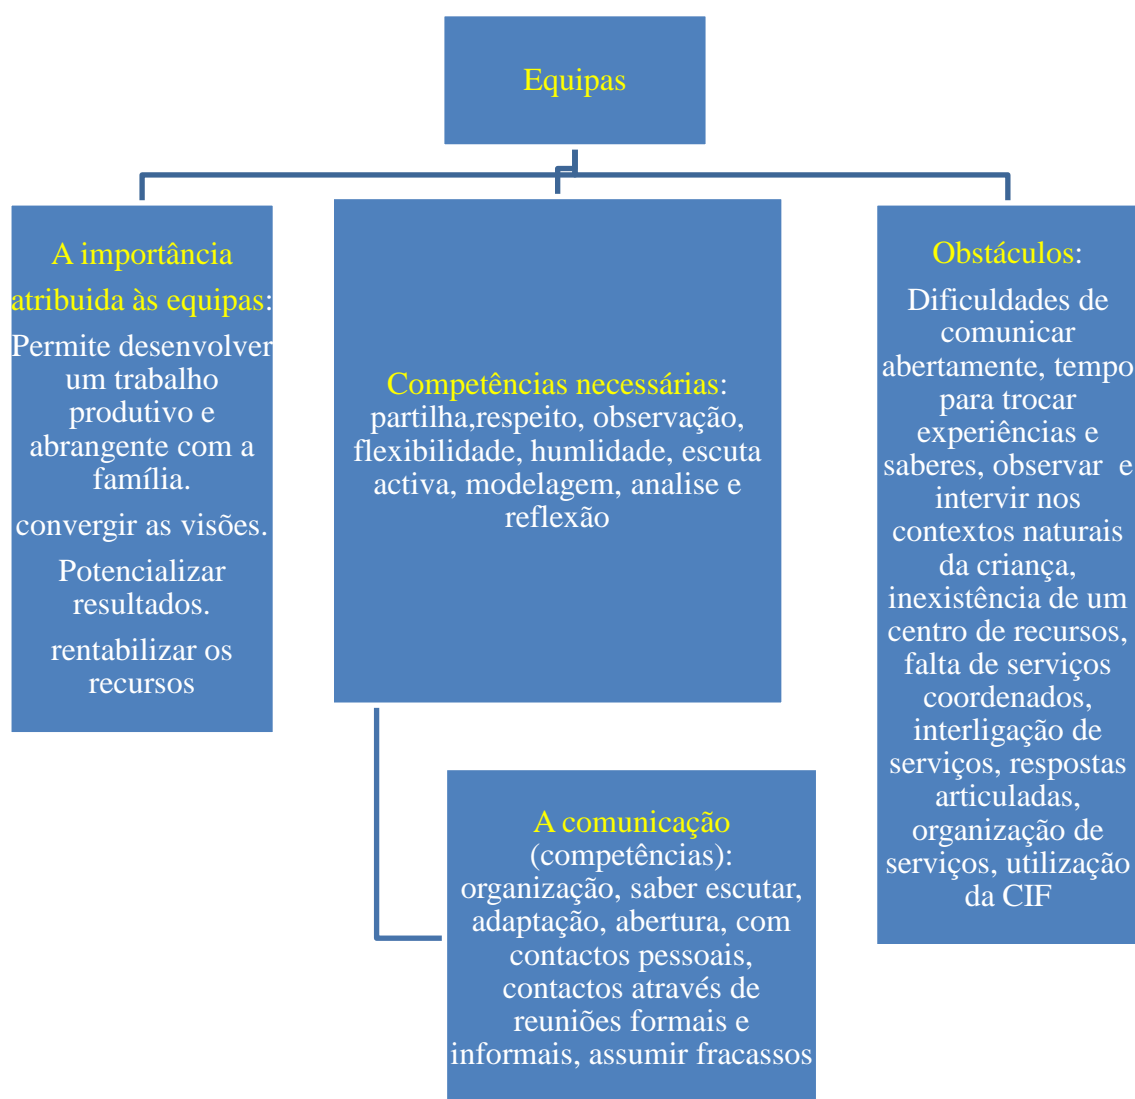 Equipas
A importância
atribuida às equipas:
Permite desenvolver
um trabalho
produtivo e
abrangente com a
família.
convergir as visões.
Potencializar
resultados.
rentabilizar os
recursos
Competências necessárias:
partilha,respeito, observação,
flexibilidade, humlidade, escuta
activa, modelagem, analise e
reflexão
A comunicação
(competências):
organização, saber escutar,
adaptação, abertura, com
contactos pessoais,
contactos através de
reuniões formais e
informais, assumir fracassos
Obstáculos:
Dificuldades de
comunicar
abertamente, tempo
para trocar
experiências e
saberes, observar e
intervir nos
contextos naturais
da criança,
inexistência de um
centro de recursos,
falta de serviços
coordenados,
interligação de
serviços, respostas
articuladas,
organização de
serviços, utilização
da CIF